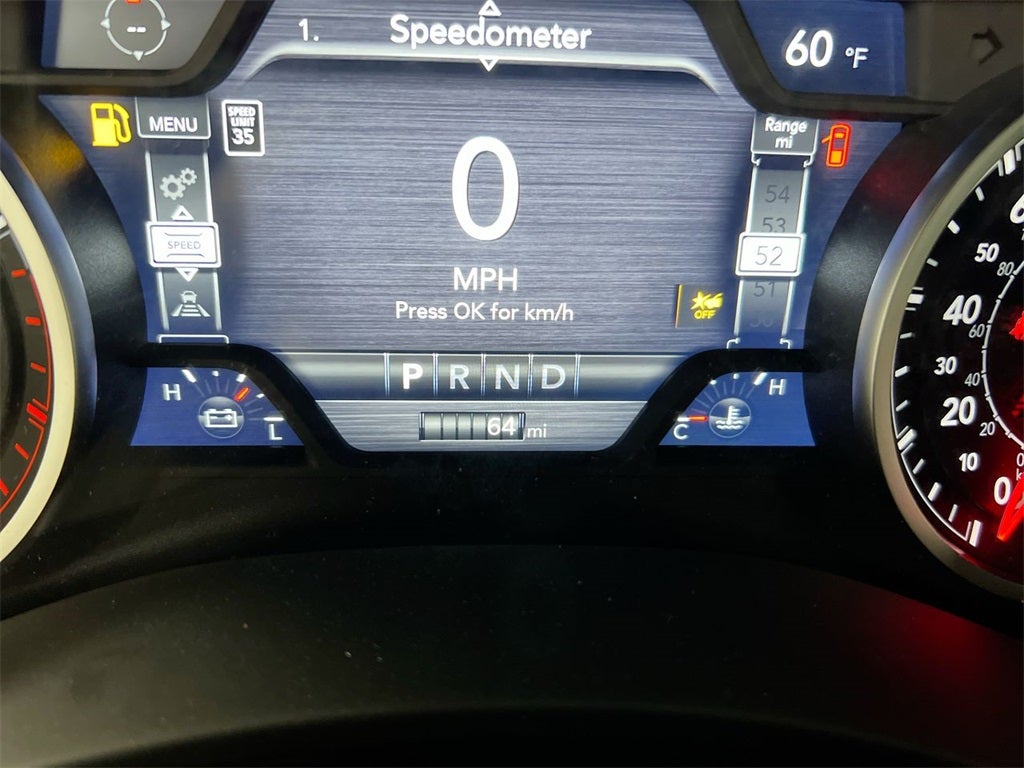 --
1. Speedometer
60 °F
MENU
SPEED
LIMIT
35
Range
mi
0
54
53
SPEED
52
MPH
51
Press OK for km/h
OFF
P R N D
H
L
64 mi
C
H
50
80
40
60
30
40
20
20
10
0